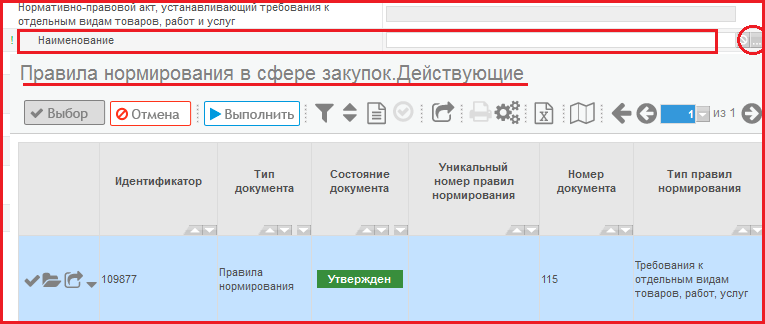 Нормативно-правовой акт, устанавливающий требования к
отдельным видам товаров, работ и услуг
! Наименование ...
Правила нормирования в сфере закупок.Действующие
Выбор Отмена Выполнить 1 из 1
Идентификатор
Тип
документа
Состояние
документа
Уникальный
номер правил
нормирования
Номер
документа
Тип правил
нормирования
109877
Правила
нормирования
Утвержден
115
Требования к
отдельным видам
товаров, работ, услуг